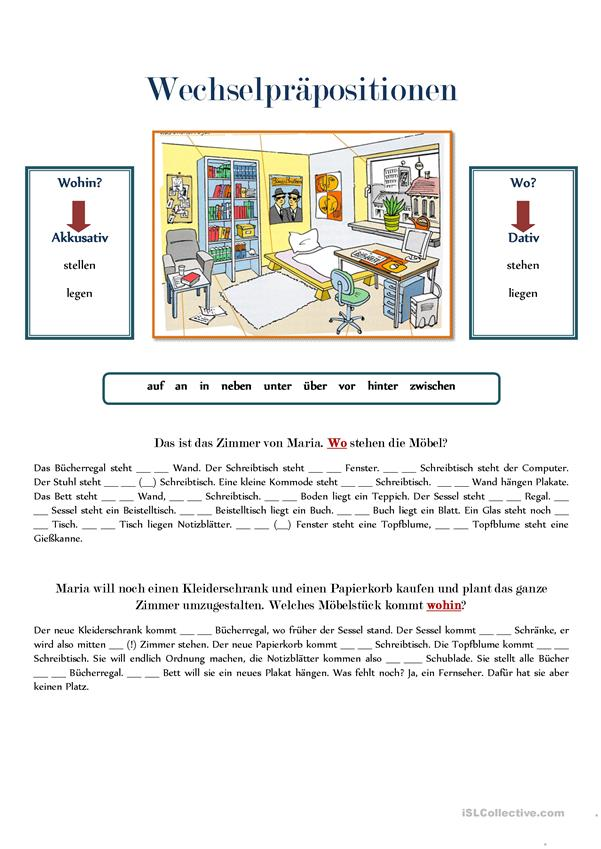 Wechselpräpositionen
Wohin?
Akkusativ
stellen
legen
Wo?
Dativ
stehen
liegen
auf an in neben unter über vor hinter zwischen
Das ist das Zimmer von Maria. Wo stehen die Möbel?
Das Bücherregal steht ___ ___ Wand. Der Schreibtisch steht ___ ___ Fenster. ___ ___ Schreibtisch steht der Computer.
Der Stuhl steht ___ ___ (__) Schreibtisch. Eine kleine Kommode steht ___ ___ Schreibtisch. ___ ___ Wand hängen Plakate.
Das Bett steht ___ ___ Wand, ___ ___ Schreibtisch. ___ ___ Boden liegt ein Teppich. Der Sessel steht ___ ___ Regal. ___
___ Sessel steht ein Beistelltisch. ___ ___ Beistelltisch liegt ein Buch. ___ ___ Buch liegt ein Blatt. Ein Glas steht noch ___
___ Tisch. ___ ___ Tisch liegen Notizblätter. ___ ___ (__) Fenster steht eine Topfblume, ___ ___ Topfblume steht eine
Gießkanne.
Maria will noch einen Kleiderschrank und einen Papierkorb kaufen und plant das ganze
Zimmer umzugestalten. Welches Möbelstück kommt wohin?
Der neue Kleiderschrank kommt ___ ___ Bücherregal, wo früher der Sessel stand. Der Sessel kommt ___ ___ Schränke, er
wird also mitten ___ (!) Zimmer stehen. Der neue Papierkorb kommt ___ ___ Schreibtisch. Die Topfblume kommt ___ ___
Schreibtisch. Sie will endlich Ordnung machen, die Notizblätter kommen also ___ ____ Schublade. Sie stellt alle Bücher
___ ___ Bücherregal. ___ ___ Bett will sie ein neues Plakat hängen. Was fehlt noch? Ja, ein Fernseher. Dafür hat sie aber
keinen Platz.
iSLCollective.com